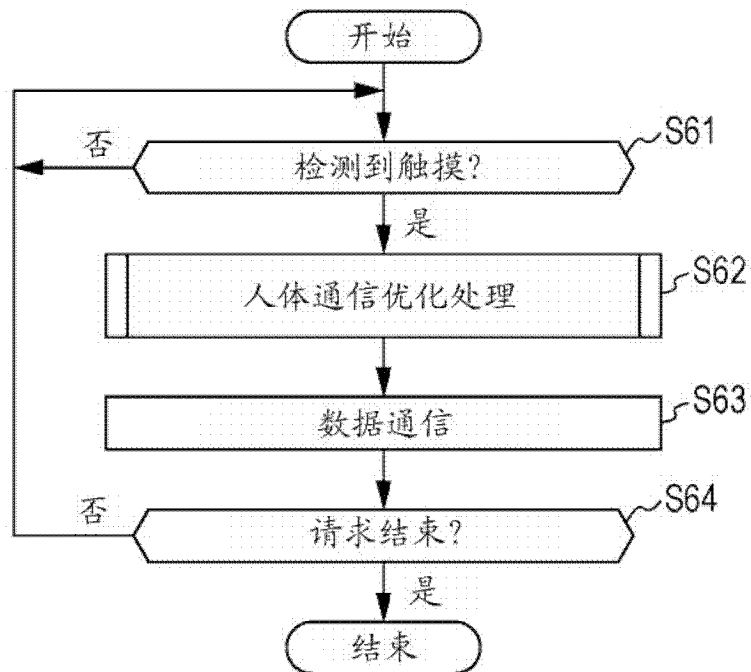 开始
否
S61
检测到触摸?
是
S62
人体通信优化处理
S63
数据通信
否
S64
请求结束?
是
结束